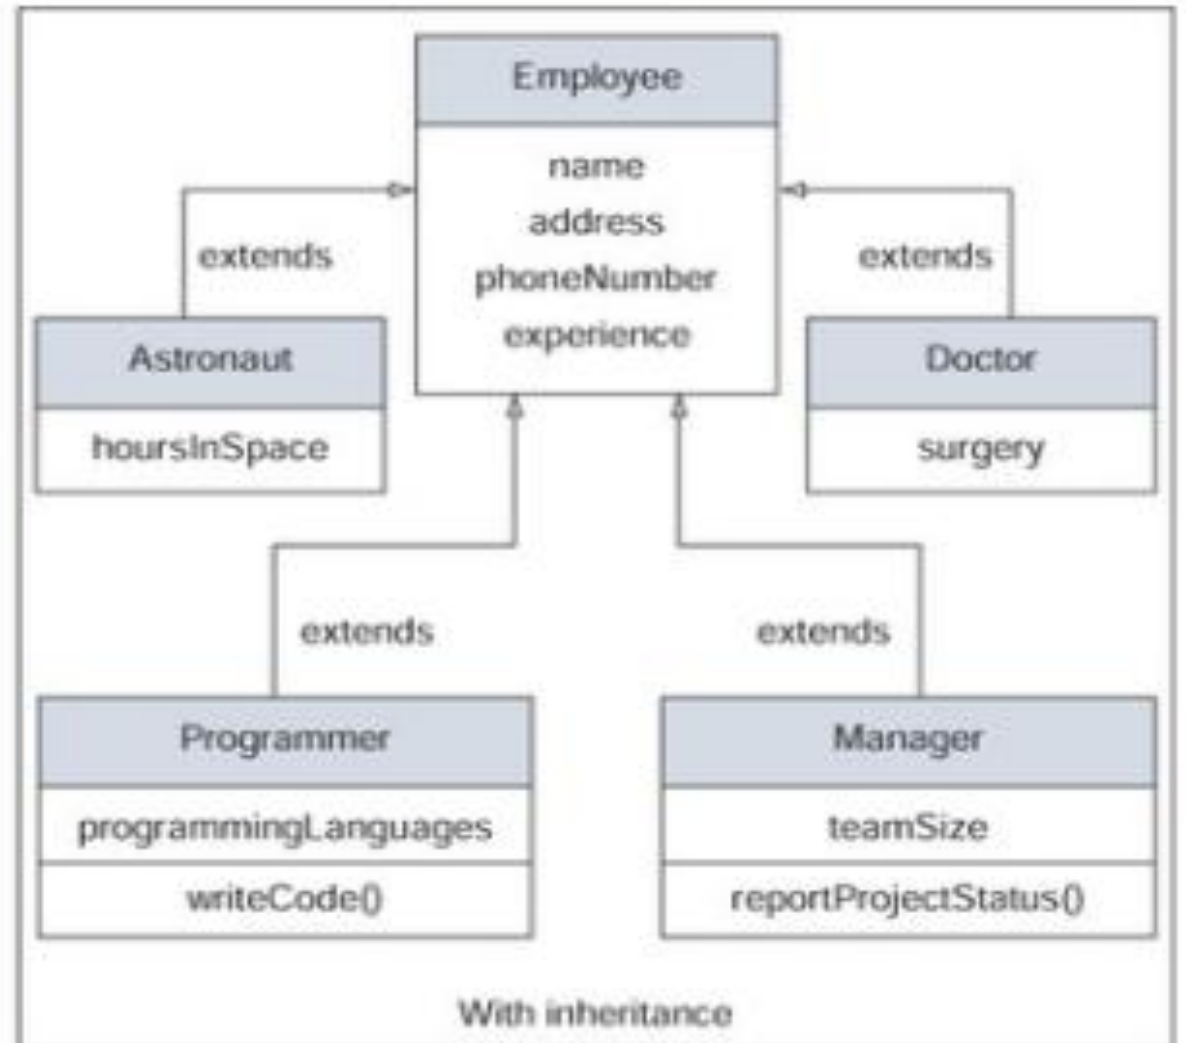 Employee
name
address
phoneNumber
experience
extends
extends
Astronaut
hoursInSpace
Doctor
surgery
extends
extends
Programmer
programmingLanguages
writeCode()
Manager
teamSize
reportProjectStatus()
With inheritance